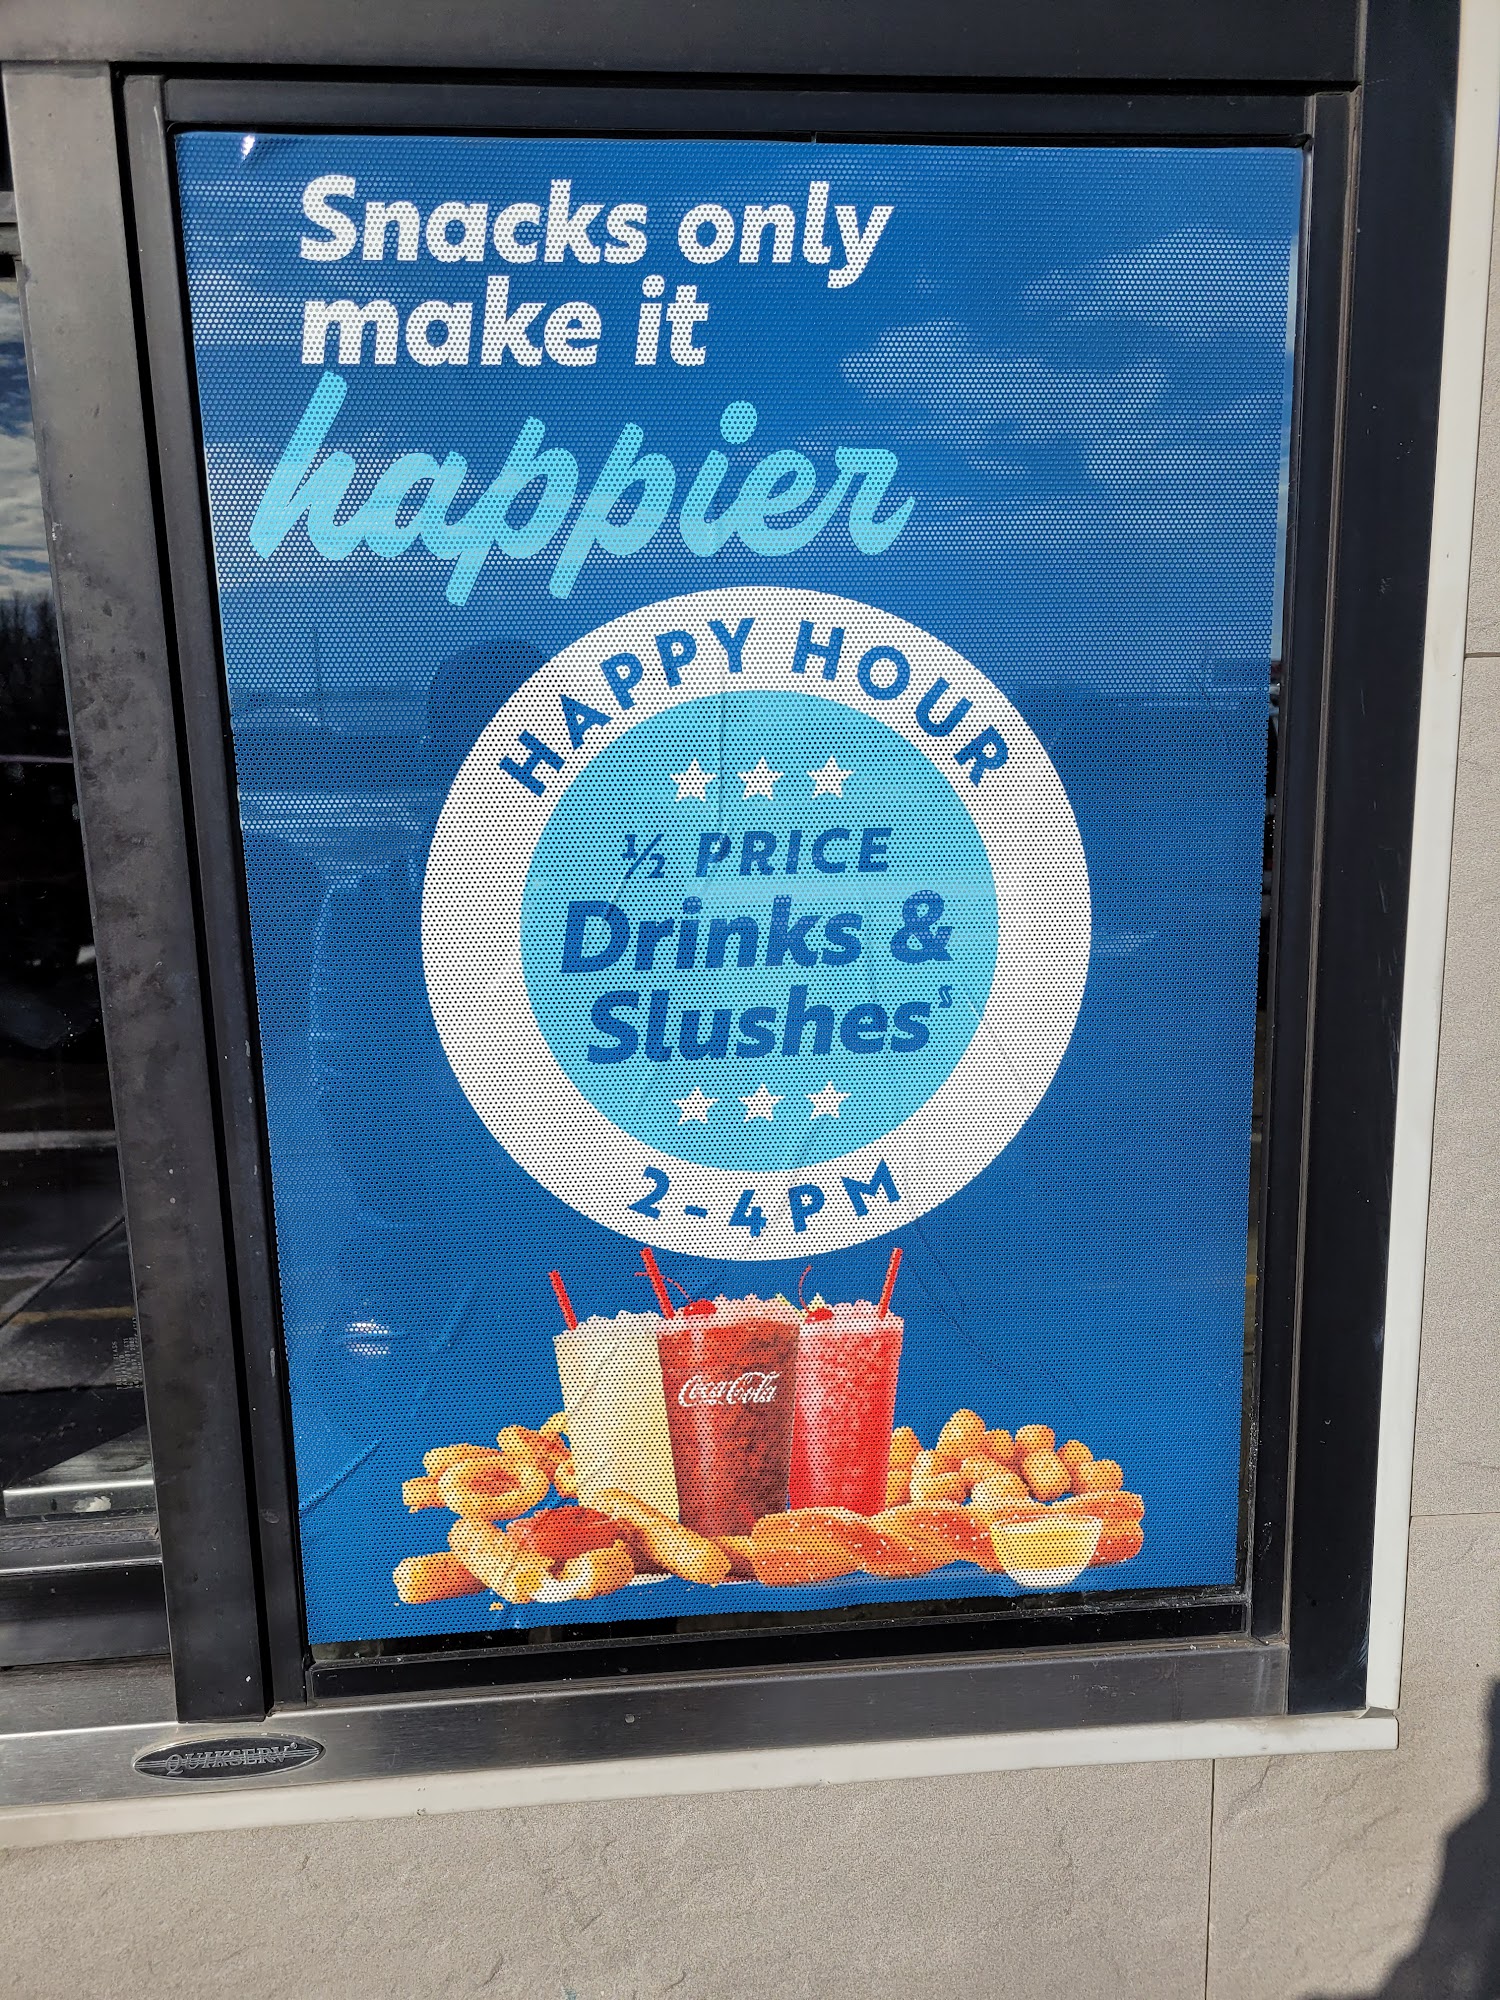 Snacks only
make it
happier
HAPPY HOUR
½ PRICE
Drinks &
Slushes
2-4PM
Coca-Cola
QUIKSERV